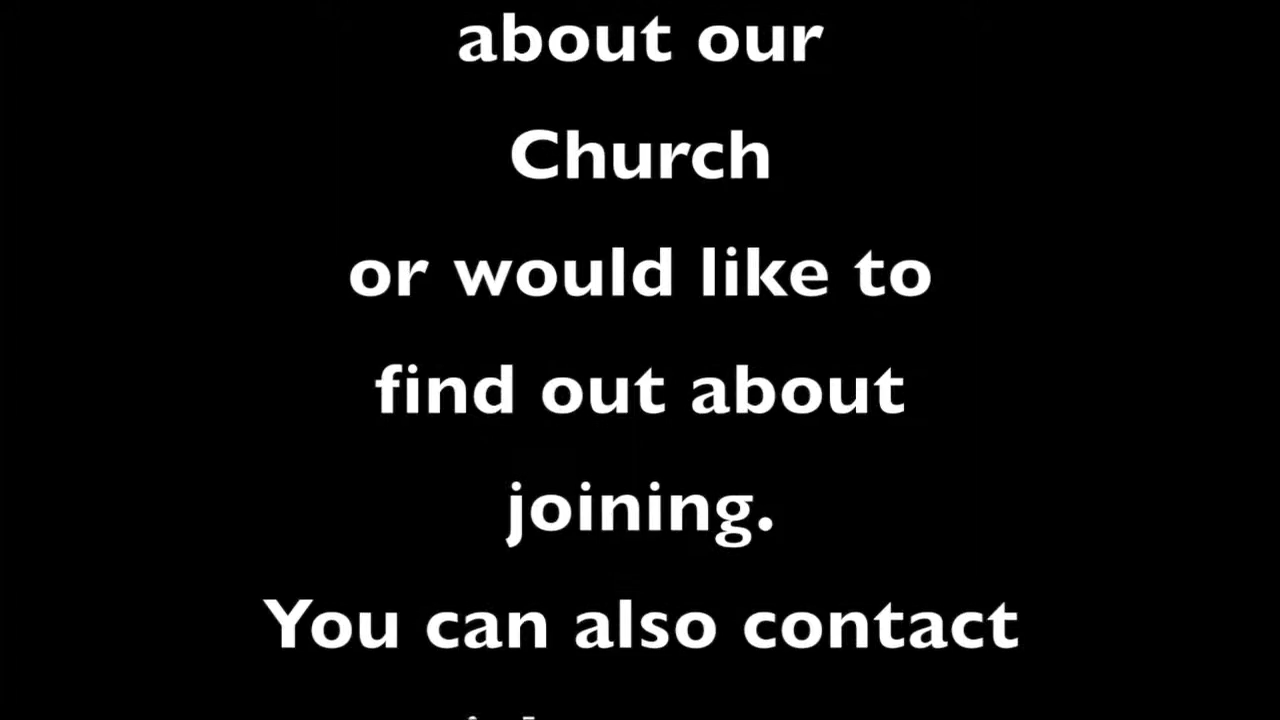 about our
Church
or would like to
find out about
joining.
You can also contact